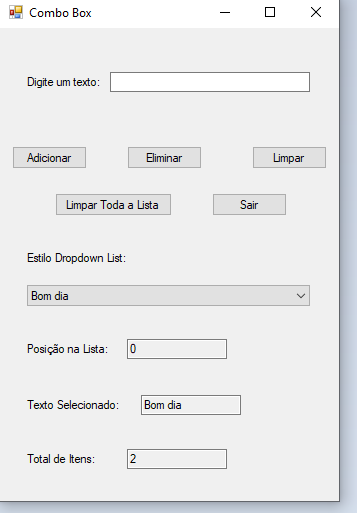 Combo Box
Digite um texto:
Adicionar Eliminar Limpar
Limpar Toda a Lista Sair
Estilo Dropdown List:
Bom dia
Posição na Lista: 0
Texto Selecionado: Bom dia
Total de Itens: 2